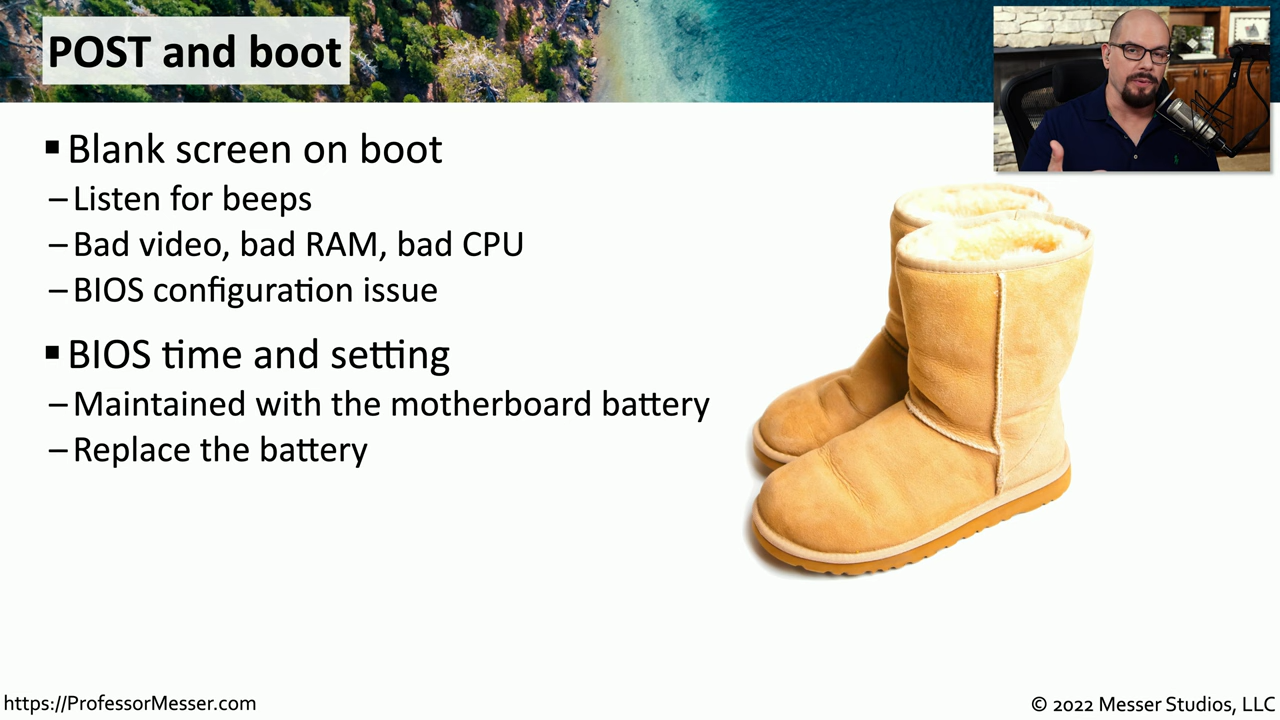 POST and boot
▪ Blank screen on boot
– Listen for beeps
– Bad video, bad RAM, bad CPU
– BIOS configuration issue
▪ BIOS time and setting
– Maintained with the motherboard battery
– Replace the battery
https://ProfessorMesser.com
© 2022 Messer Studios, LLC